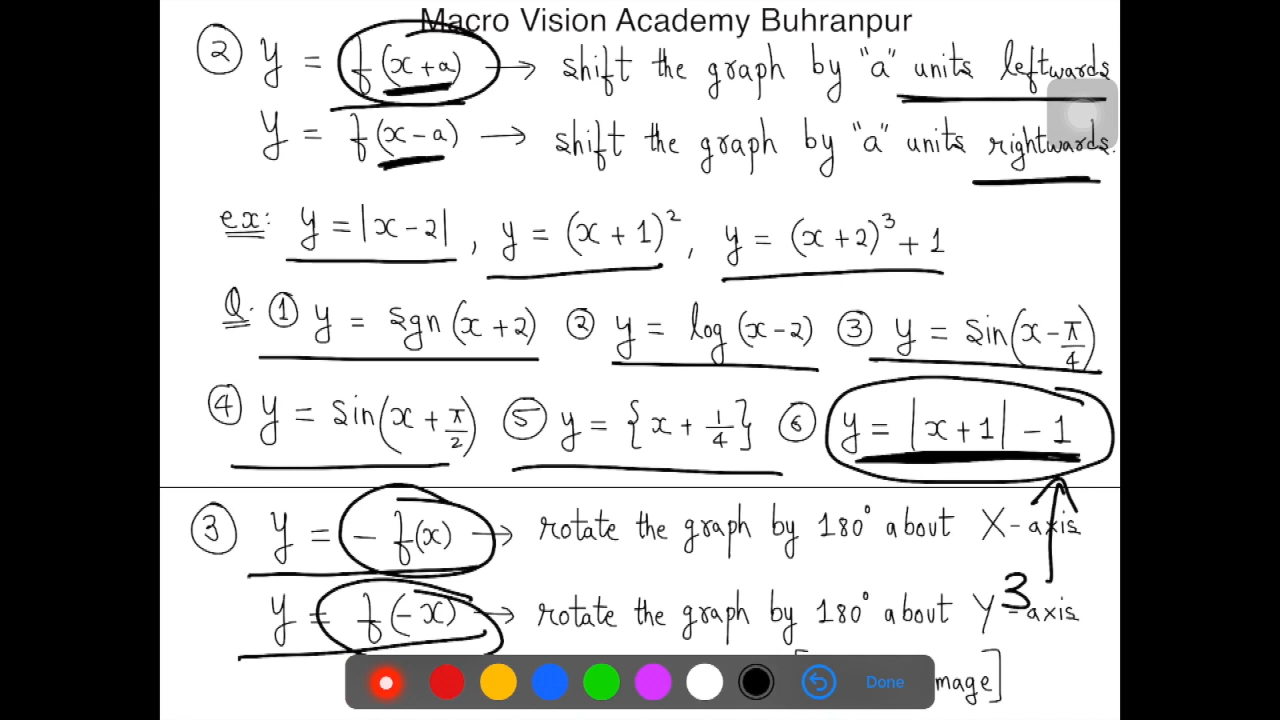 Macro Vision Academy Buhranpur
② y = f(x+a) → shift the graph by "a" units leftwards
y = f(x-a) → shift the graph by "a" units rightwards.
ex: y = |x-2| , y = (x+1)², y = (x+2)³+1
Q. ① y = sgn(x+2) ② y = log(x-2) ③ y = sin(x-π/4)
④ y = sin(x+π/2) ⑤ y = {x+1/4} ⑥ y = |x+1| - 1
③ y = -f(x) → rotate the graph by 180° about X-axis
y = f(-x) → rotate the graph by 180° about Y-axis
3
Done mage]